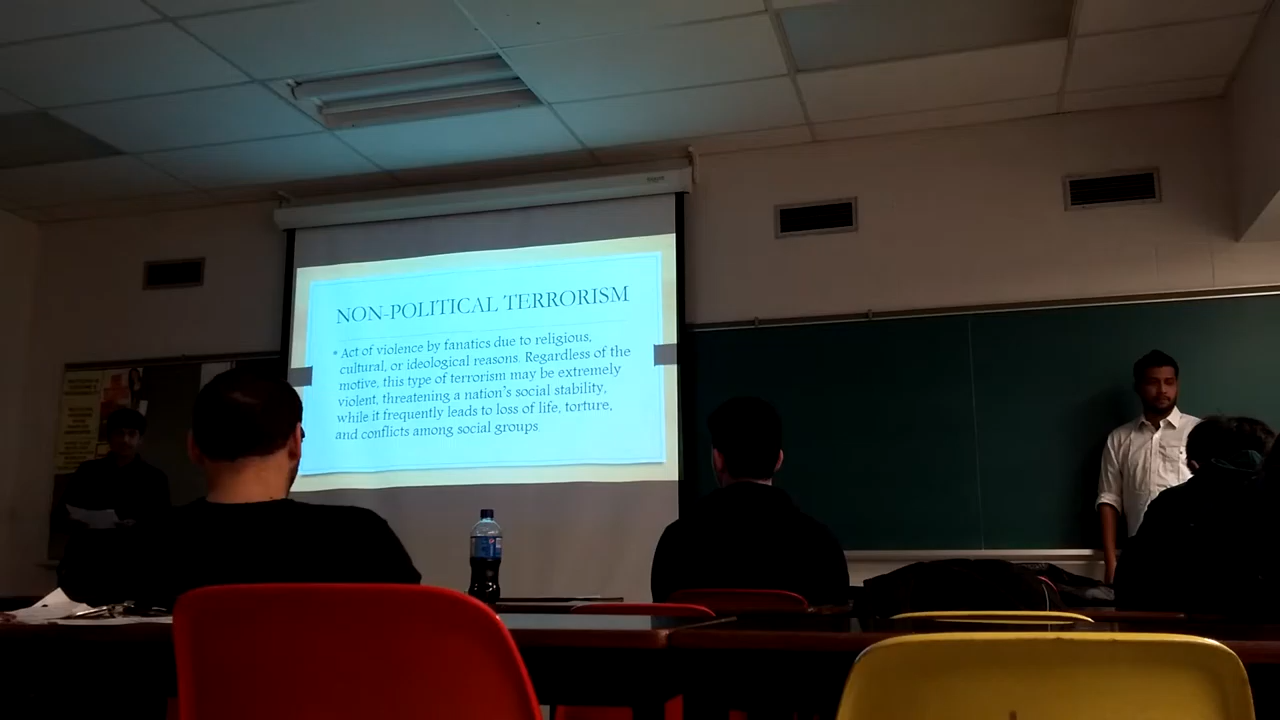 NON-POLITICAL TERRORISM
• Act of violence by fanatics due to religious,
cultural, or ideological reasons. Regardless of the
motive, this type of terrorism may be extremely
violent, threatening a nation's social stability,
while it frequently leads to loss of life, torture,
and conflicts among social groups